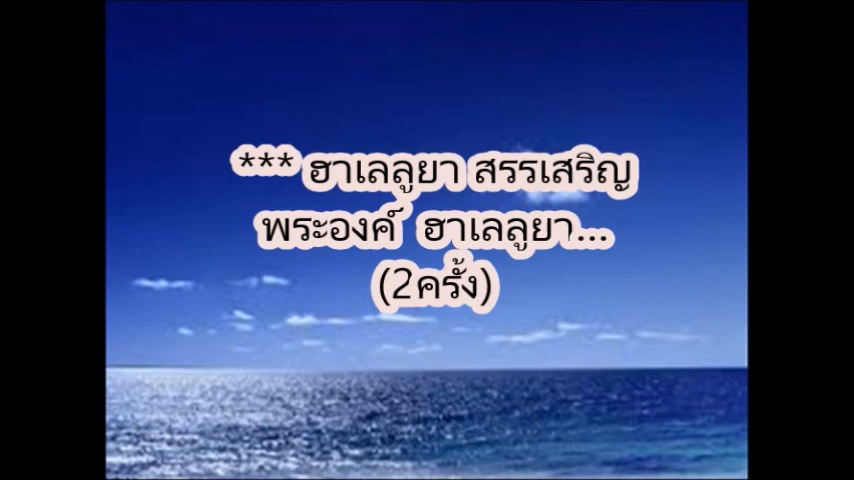 *** ฮาเลลูยา สรรเสริญ
พระองค์  ฮาเลลูยา...
(2ครั้ง)